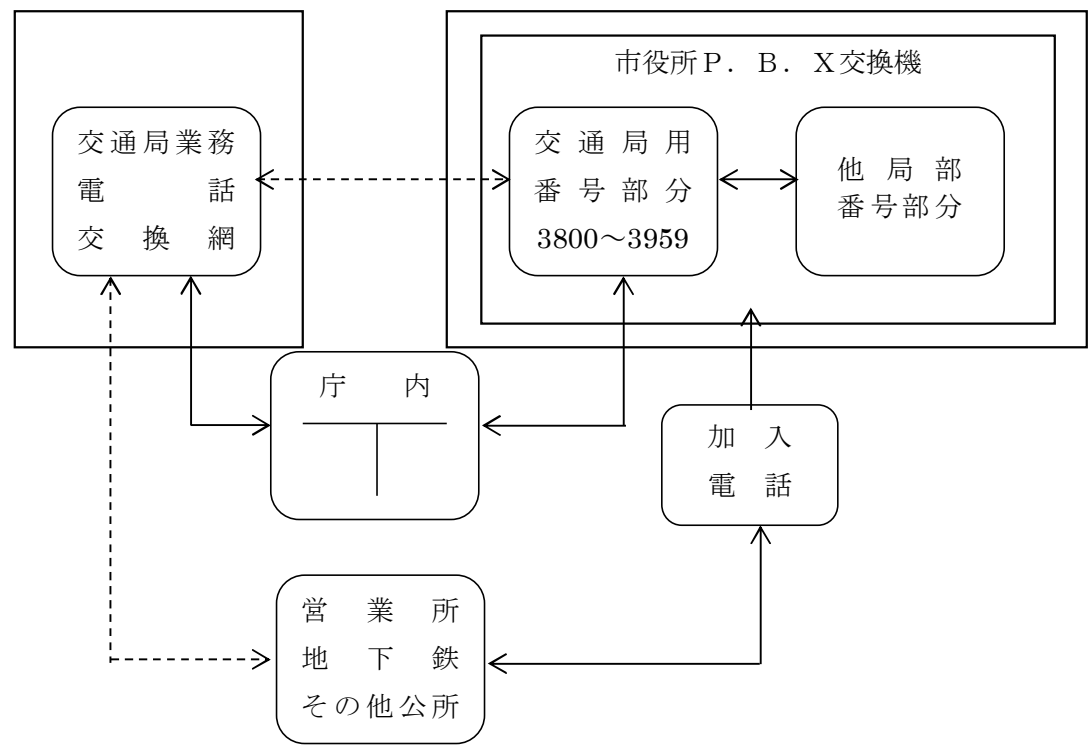 市役所Ｐ．Ｂ．Ｘ交換機
交通局業務
電話
交換網
交通局用
番号部分
3800～3959
他局部
番号部分
庁内
加入
電話
営業所
地下鉄
その他公所